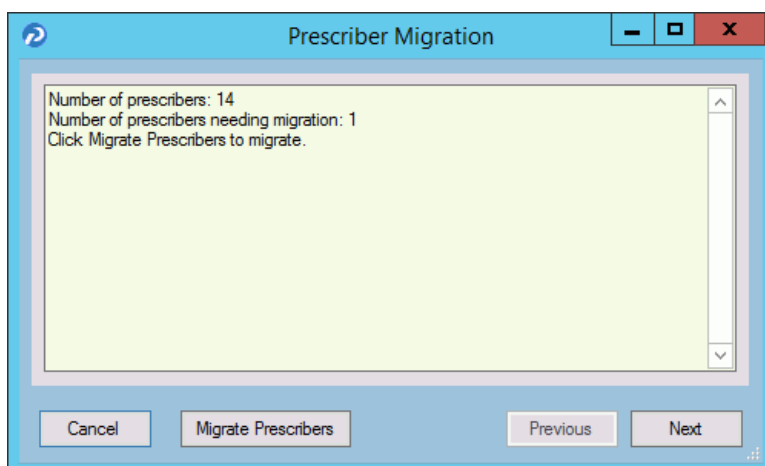 Prescriber Migration
Number of prescribers: 14
Number of prescribers needing migration: 1
Click Migrate Prescribers to migrate.
Cancel
Migrate Prescribers
Previous
Next